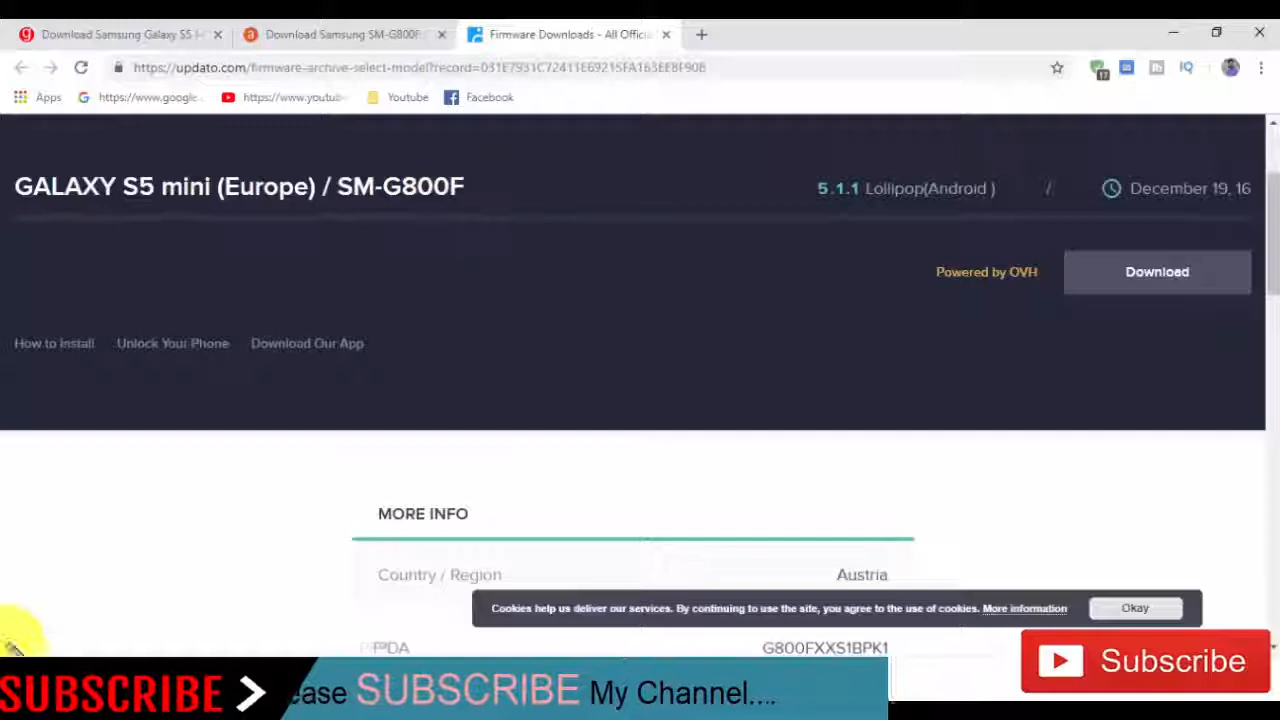 Download Samsung Galaxy S5
Download Samsung SM-G800F
Firmware Downloads - All Offici
https://updato.com/firmware-archive-select-model?record=031E7931C72411E69215FA163EE8F90B
17
IQ
Apps
https://www.google
https://www.youtub
Youtube
Facebook
GALAXY S5 mini (Europe) / SM-G800F
5.1.1 Lollipop(Android )
/
December 19, 16
Powered by OVH
Download
How to Install
Unlock Your Phone
Download Our App
MORE INFO
Country / Region
Austria
Cookies help us deliver our services. By continuing to use the site, you agree to the use of cookies. More information
Okay
PDA
G800FXXS1BPK1
Subscribe
SUBSCRIBE
ease SUBSCRIBE My Channel....